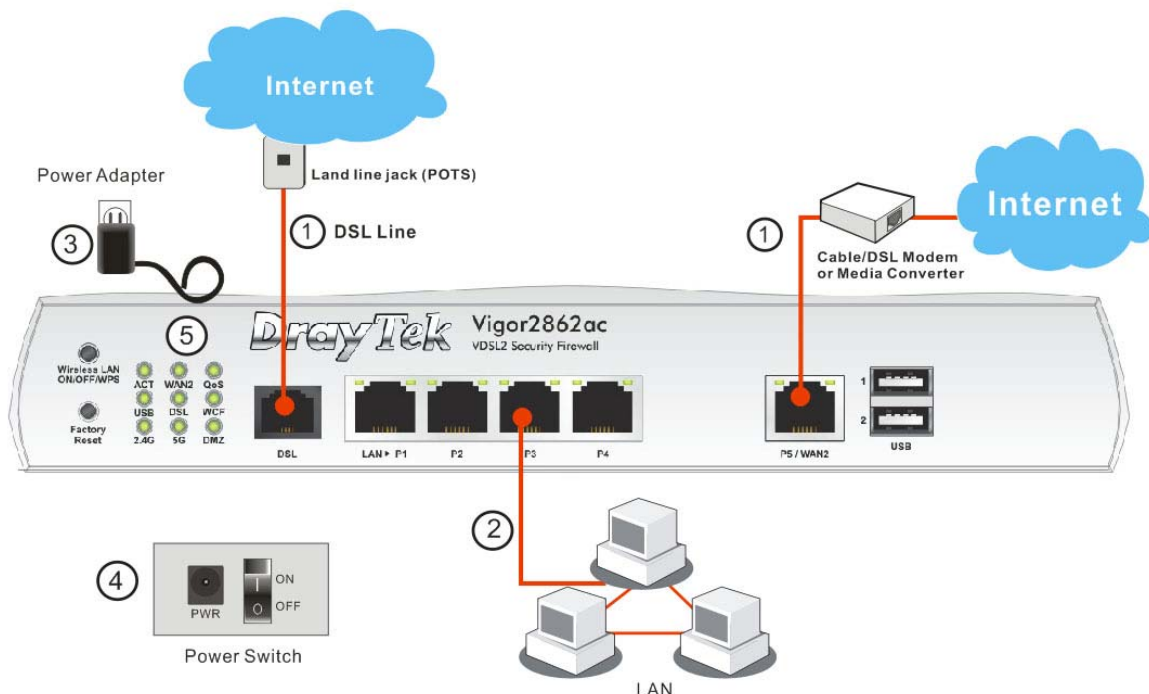 Internet
Land line jack (POTS)
Power Adapter
3
1 DSL Line
Internet
1
Cable/DSL Modem
or Media Converter
5
DrayTek
Vigor2862ac
VDSL2 Security Firewall
Wireless LAN
ON/OFF/WPS
ACT WAN2 QoS
USB DSL WCF
2.4G 5G DMZ
Factory
Reset
DSL
LAN▶ P1 P2 P3 P4
P5 / WAN2
1
2
USB
2
4
PWR
I ON
O OFF
Power Switch
LAN